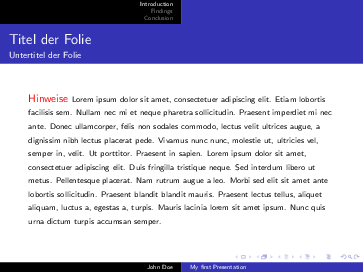 Introduction
Findings
Conclusion
Titel der Folie
Untertitel der Folie
Hinweise Lorem ipsum dolor sit amet, consectetuer adipiscing elit. Etiam lobortis
facilisis sem. Nullam nec mi et neque pharetra sollicitudin. Praesent imperdiet mi nec
ante. Donec ullamcorper, felis non sodales commodo, lectus velit ultrices augue, a
dignissim nibh lectus placerat pede. Vivamus nunc nunc, molestie ut, ultricies vel,
semper in, velit. Ut porttitor. Praesent in sapien. Lorem ipsum dolor sit amet,
consectetuer adipiscing elit. Duis fringilla tristique neque. Sed interdum libero ut
metus. Pellentesque placerat. Nam rutrum augue a leo. Morbi sed elit sit amet ante
lobortis sollicitudin. Praesent blandit blandit mauris. Praesent lectus tellus, aliquet
aliquam, luctus a, egestas a, turpis. Mauris lacinia lorem sit amet ipsum. Nunc quis
urna dictum turpis accumsan semper.
John Doe
My first Presentation